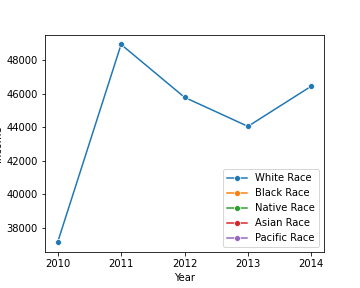 48000
46000
44000
42000
40000
38000
2010 2011 2012 2013 2014
Year
White Race
Black Race
Native Race
Asian Race
Pacific Race